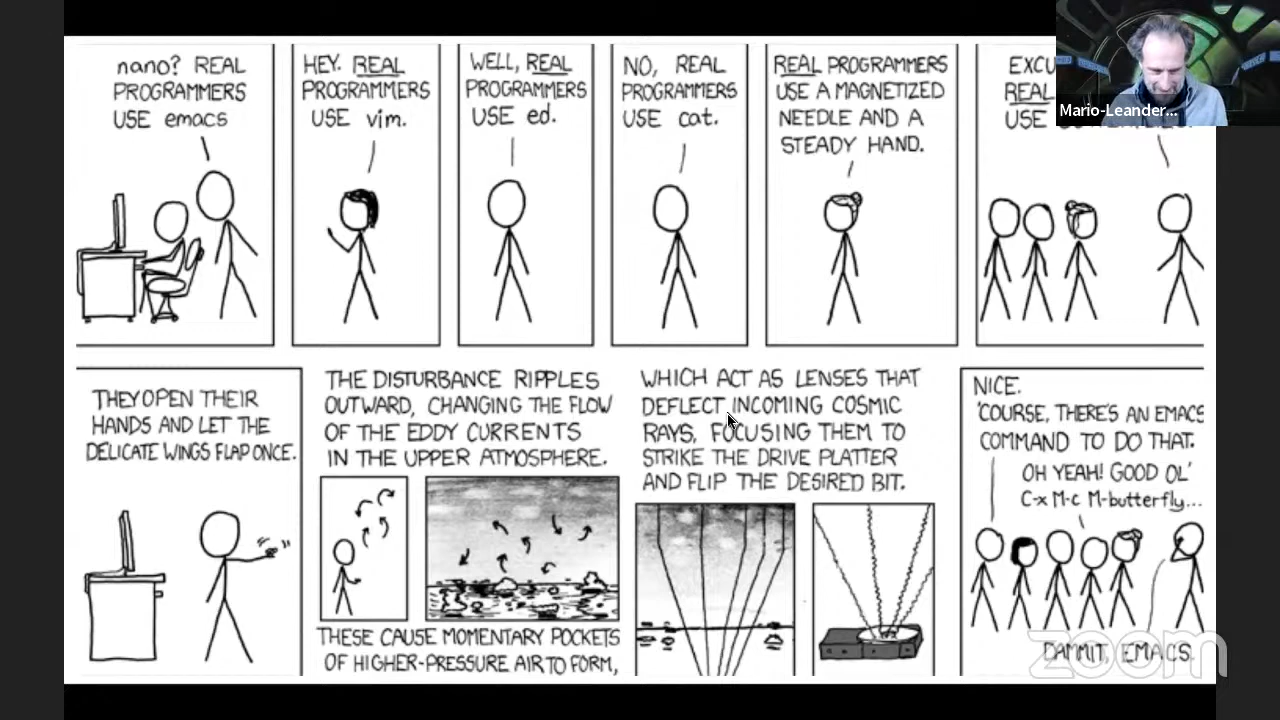 nano? REAL
PROGRAMMERS
USE emacs
HEY. REAL
PROGRAMMERS
USE vim.
WELL, REAL
PROGRAMMERS
USE ed.
NO, REAL
PROGRAMMERS
USE cat.
REAL PROGRAMMERS
USE A MAGNETIZED
NEEDLE AND A
STEADY HAND.
EXCU
REAL
USE
Mario-Leander...
THEY OPEN THEIR
HANDS AND LET THE
DELICATE WINGS FLAP ONCE.
THE DISTURBANCE RIPPLES
OUTWARD, CHANGING THE FLOW
OF THE EDDY CURRENTS
IN THE UPPER ATMOSPHERE.
THESE CAUSE MOMENTARY POCKETS
OF HIGHER-PRESSURE AIR TO FORM,
WHICH ACT AS LENSES THAT
DEFLECT INCOMING COSMIC
RAYS, FOCUSING THEM TO
STRIKE THE DRIVE PLATTER
AND FLIP THE DESIRED BIT.
NICE.
'COURSE, THERE'S AN EMACS
COMMAND TO DO THAT.
OH YEAH! GOOD OL'
C-x M-c M-butterfly...
DAMMIT, EMACS.
zoom